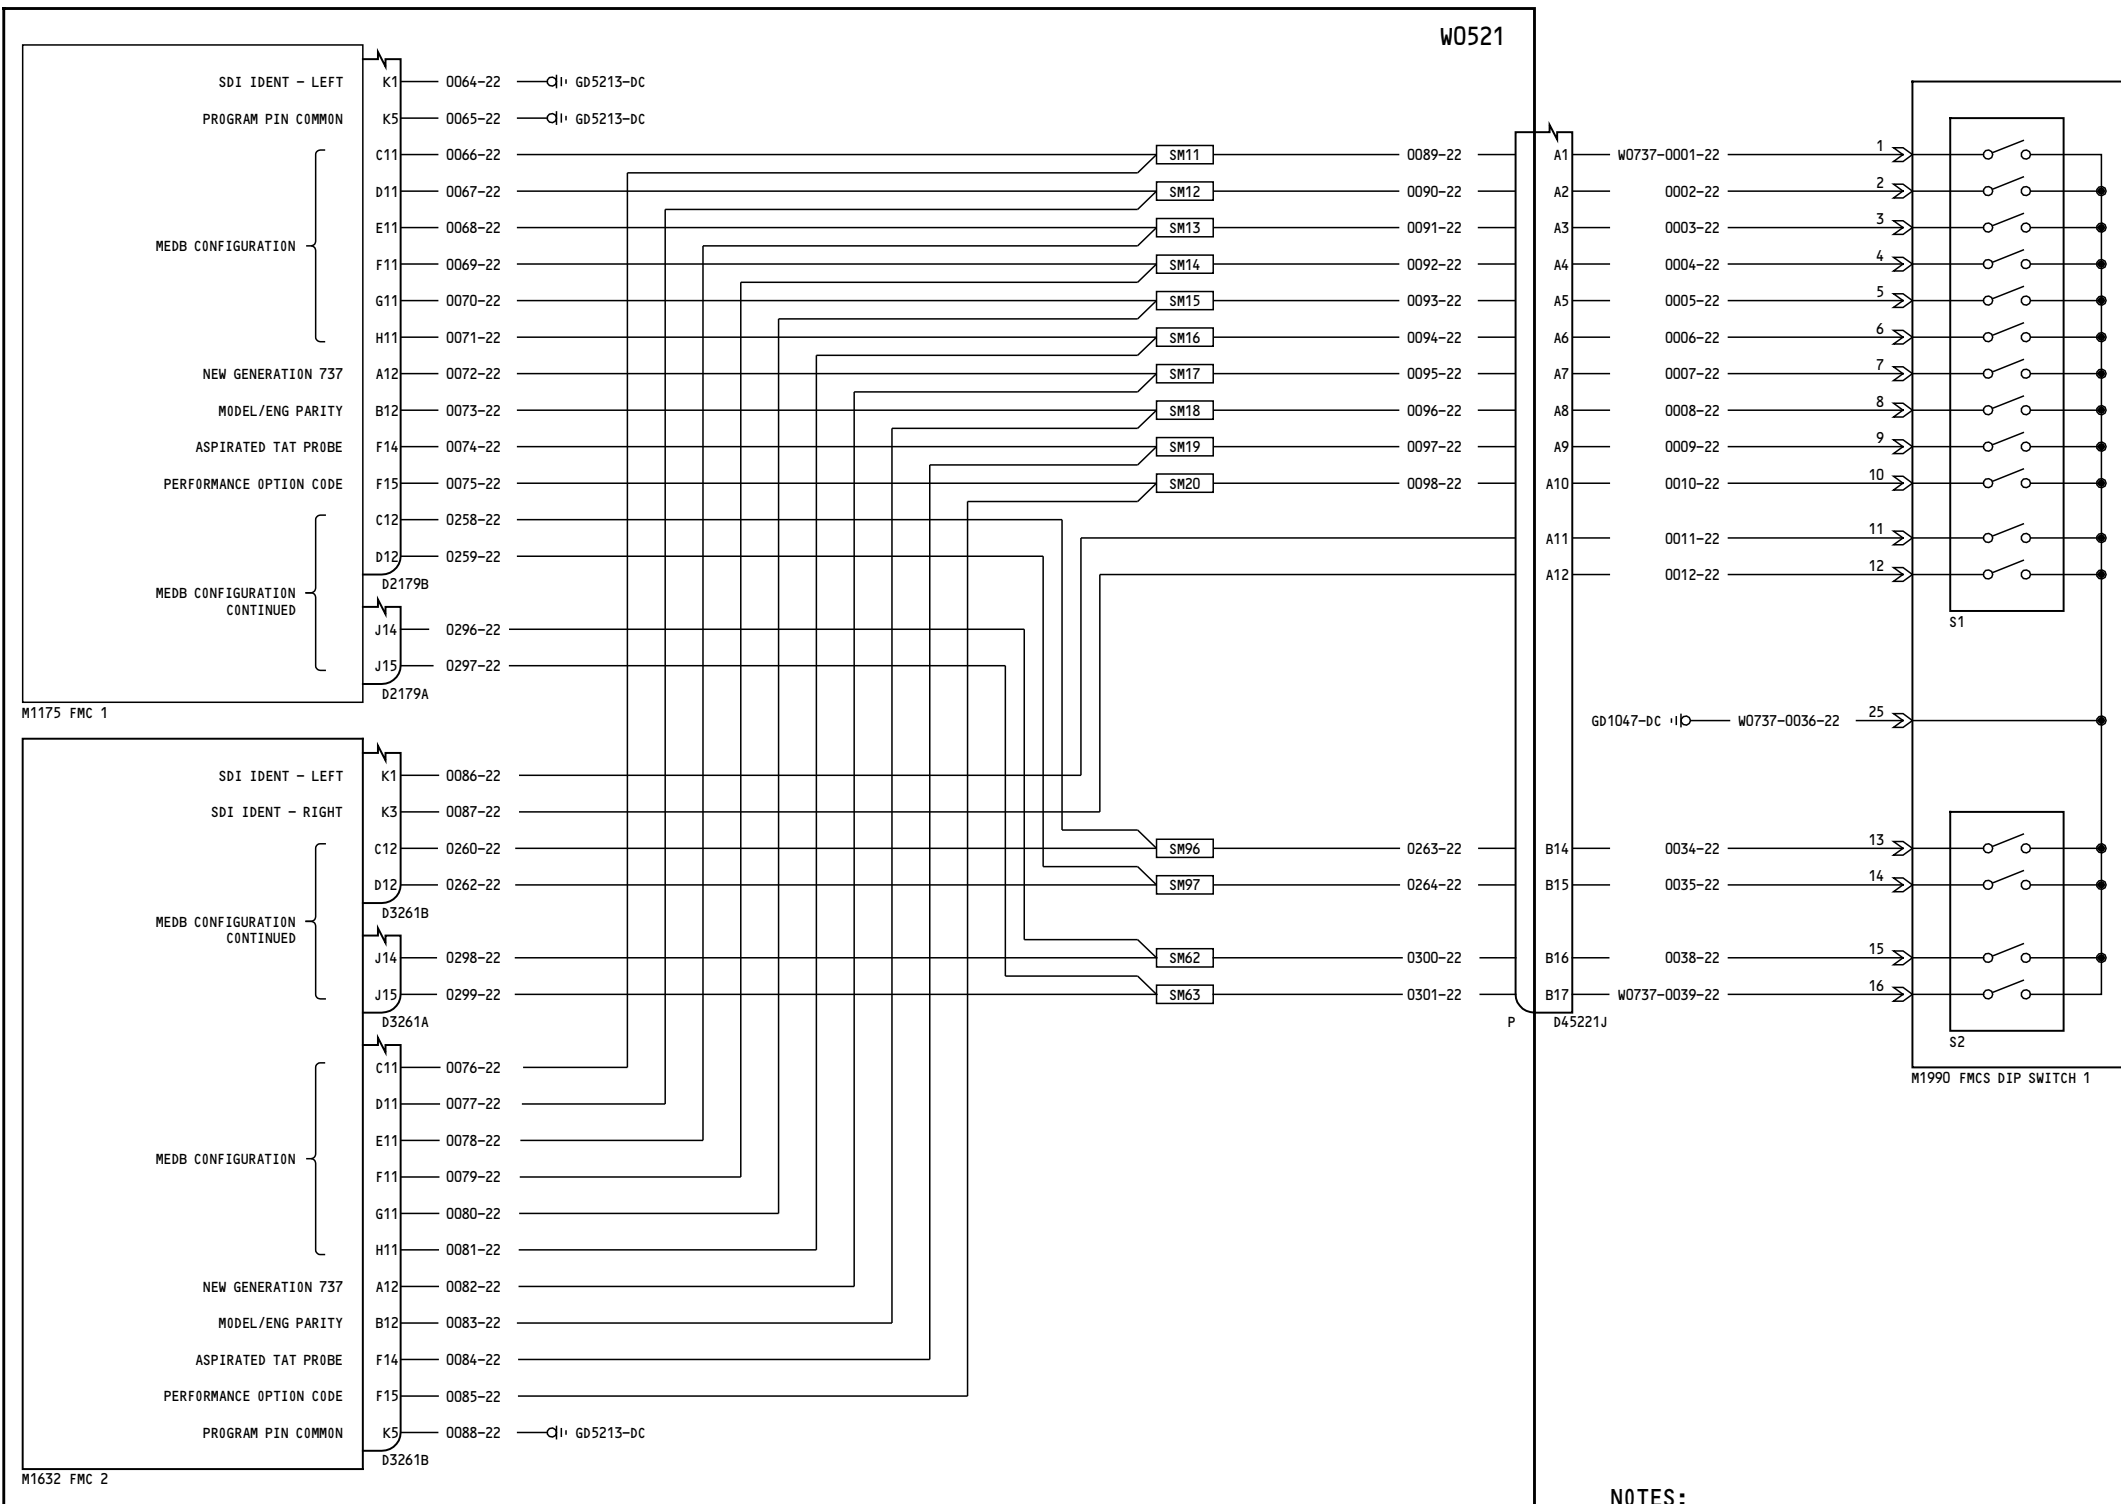 W0521
SDI IDENT - LEFT K1 0064-22 GD5213-DC
PROGRAM PIN COMMON K5 0065-22 GD5213-DC
C11 0066-22 SM11 0089-22 A1 W0737-0001-22 1
D11 0067-22 SM12 0090-22 A2 0002-22 2
E11 0068-22 SM13 0091-22 A3 0003-22 3
MEDB CONFIGURATION
F11 0069-22 SM14 0092-22 A4 0004-22 4
G11 0070-22 SM15 0093-22 A5 0005-22 5
H11 0071-22 SM16 0094-22 A6 0006-22 6
NEW GENERATION 737 A12 0072-22 SM17 0095-22 A7 0007-22 7
MODEL/ENG PARITY B12 0073-22 SM18 0096-22 A8 0008-22 8
ASPIRATED TAT PROBE F14 0074-22 SM19 0097-22 A9 0009-22 9
PERFORMANCE OPTION CODE F15 0075-22 SM20 0098-22 A10 0010-22 10
C12 0258-22
A11 0011-22 11
D12 0259-22
A12 0012-22 12
D2179B
MEDB CONFIGURATION
CONTINUED
S1
J14 0296-22
J15 0297-22
D2179A
M1175 FMC 1
GD1047-DC W0737-0036-22 25
SDI IDENT - LEFT K1 0086-22
SDI IDENT - RIGHT K3 0087-22
C12 0260-22 SM96 0263-22 B14 0034-22 13
D12 0262-22 SM97 0264-22 B15 0035-22 14
D3261B
MEDB CONFIGURATION
CONTINUED
J14 0298-22 SM62 0300-22 B16 0038-22 15
J15 0299-22 SM63 0301-22 B17 W0737-0039-22 16
D3261A P D45221J
S2
C11 0076-22
M1990 FMCS DIP SWITCH 1
D11 0077-22
E11 0078-22
MEDB CONFIGURATION
F11 0079-22
G11 0080-22
H11 0081-22
NEW GENERATION 737 A12 0082-22
MODEL/ENG PARITY B12 0083-22
ASPIRATED TAT PROBE F14 0084-22
PERFORMANCE OPTION CODE F15 0085-22
PROGRAM PIN COMMON K5 0088-22 GD5213-DC
D3261B
M1632 FMC 2
NOTES: